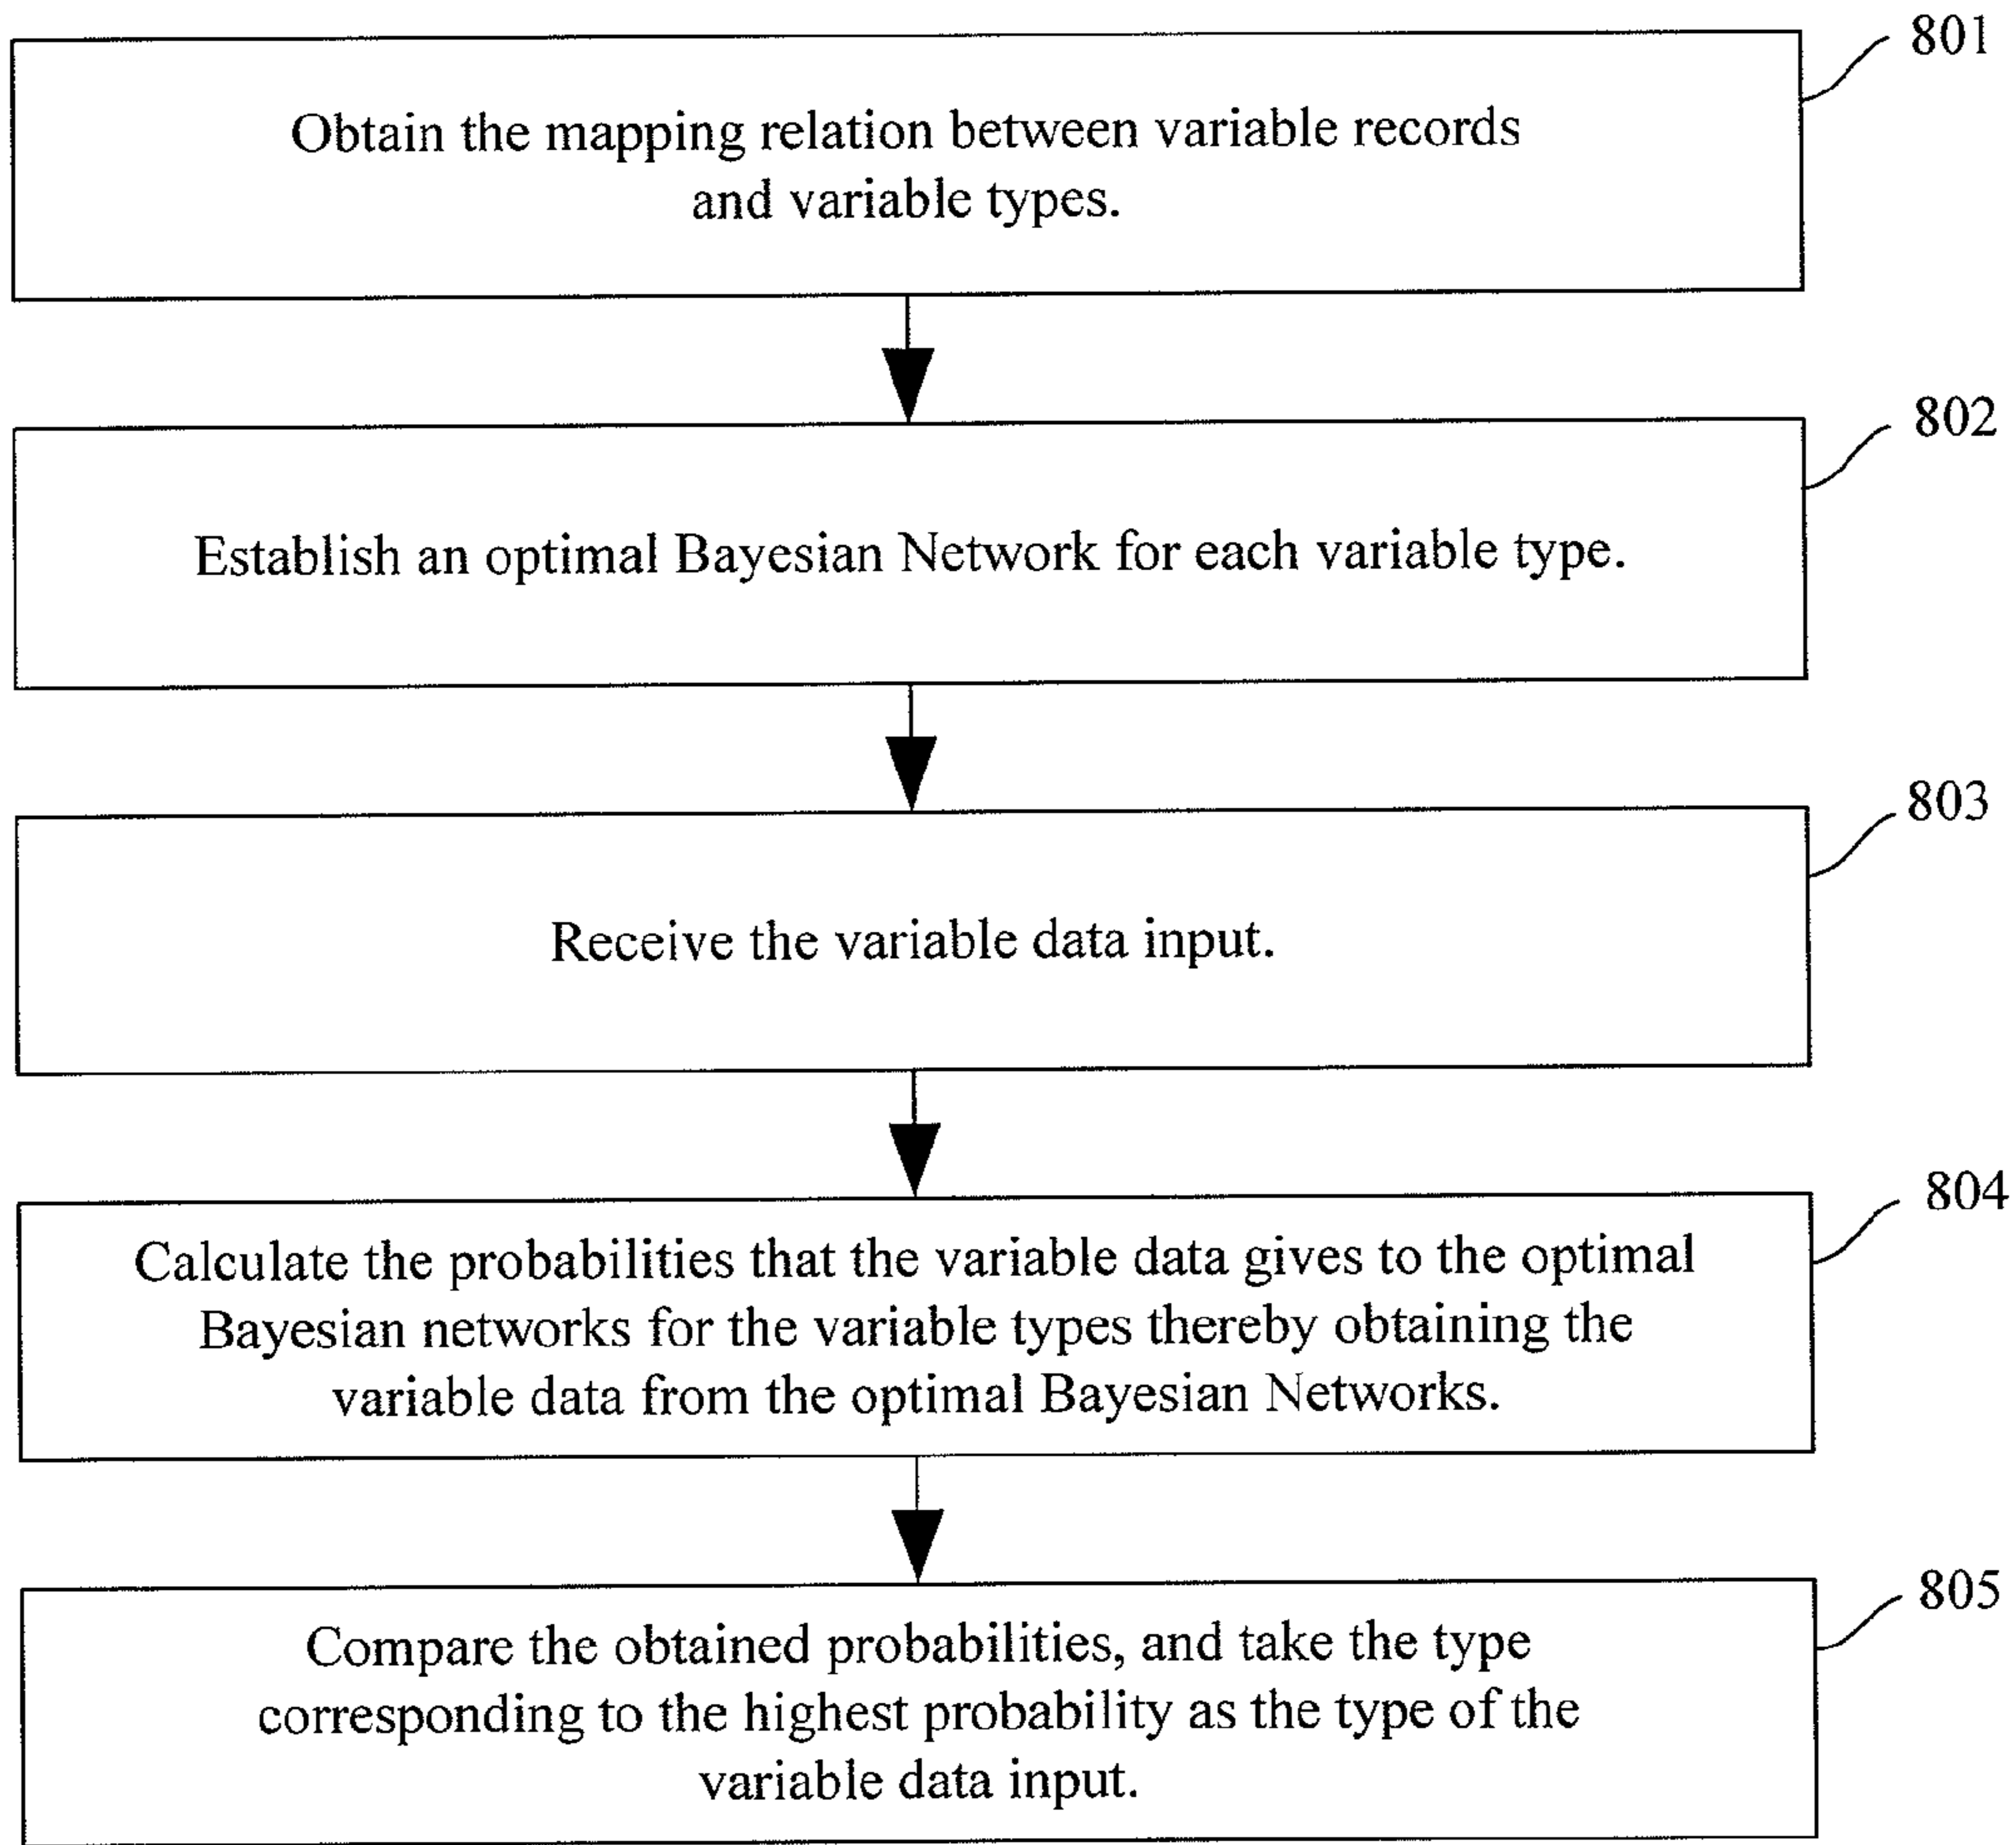 801
Obtain the mapping relation between variable records
and variable types.
802
Establish an optimal Bayesian Network for each variable type.
803
Receive the variable data input.
804
Calculate the probabilities that the variable data gives to the optimal
Bayesian networks for the variable types thereby obtaining the
variable data from the optimal Bayesian Networks.
805
Compare the obtained probabilities, and take the type
corresponding to the highest probability as the type of the
variable data input.